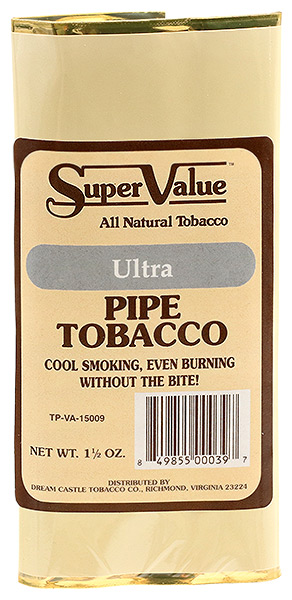 Super Value™
All Natural Tobacco
Ultra
PIPE
TOBACCO
COOL SMOKING, EVEN BURNING
WITHOUT THE BITE!
TP-VA-15009
NET WT. 1½ OZ.
8 49855 00039 7
DISTRIBUTED BY
DREAM CASTLE TOBACCO CO., RICHMOND, VIRGINIA 23224